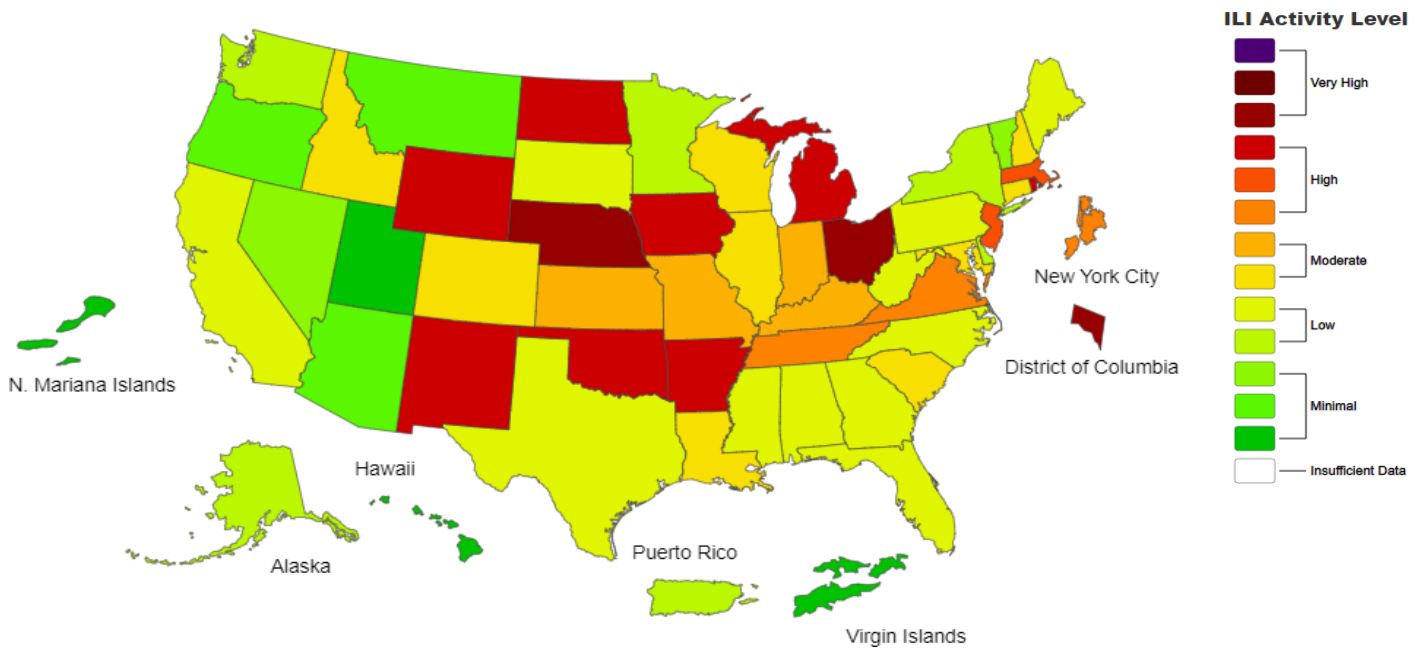 ILI Activity Level
Very High
High
Moderate
Low
Minimal
Insufficient Data
New York City
District of Columbia
N. Mariana Islands
Hawaii
Alaska
Puerto Rico
Virgin Islands